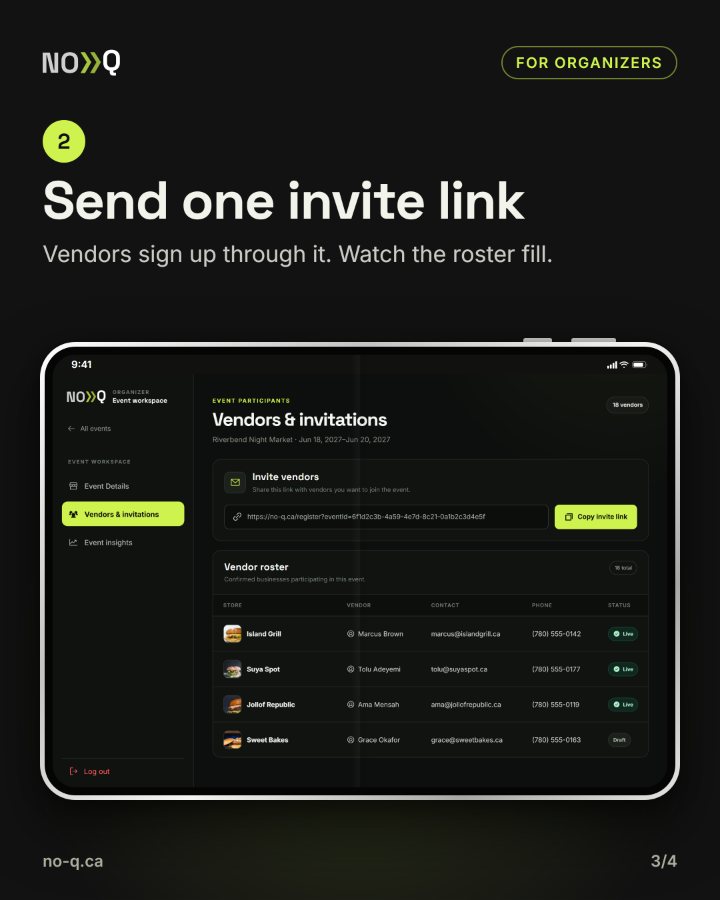 NO»Q
FOR ORGANIZERS
2
Send one invite link
Vendors sign up through it. Watch the roster fill.
9:41
NO»Q ORGANIZER
Event workspace
← All events
EVENT WORKSPACE
Event Details
Vendors & invitations
Event insights
Log out
EVENT PARTICIPANTS
Vendors & invitations
18 vendors
Riverbend Night Market · Jun 18, 2027–Jun 20, 2027
Invite vendors
Share this link with vendors you want to join the event.
https://no-q.ca/register?eventId=6f1d2c3b-4a59-4e7d-8c21-0a1b2c3d4e5f
Copy invite link
Vendor roster
18 total
Confirmed businesses participating in this event.
STORE VENDOR CONTACT PHONE STATUS
Island Grill Marcus Brown marcus@islandgrill.ca (780) 555-0142 Live
Suya Spot Tolu Adeyemi tolu@suyaspot.ca (780) 555-0177 Live
Jollof Republic Ama Mensah ama@jollofrepublic.ca (780) 555-0119 Live
Sweet Bakes Grace Okafor grace@sweetbakes.ca (780) 555-0163 Draft
no-q.ca
3/4